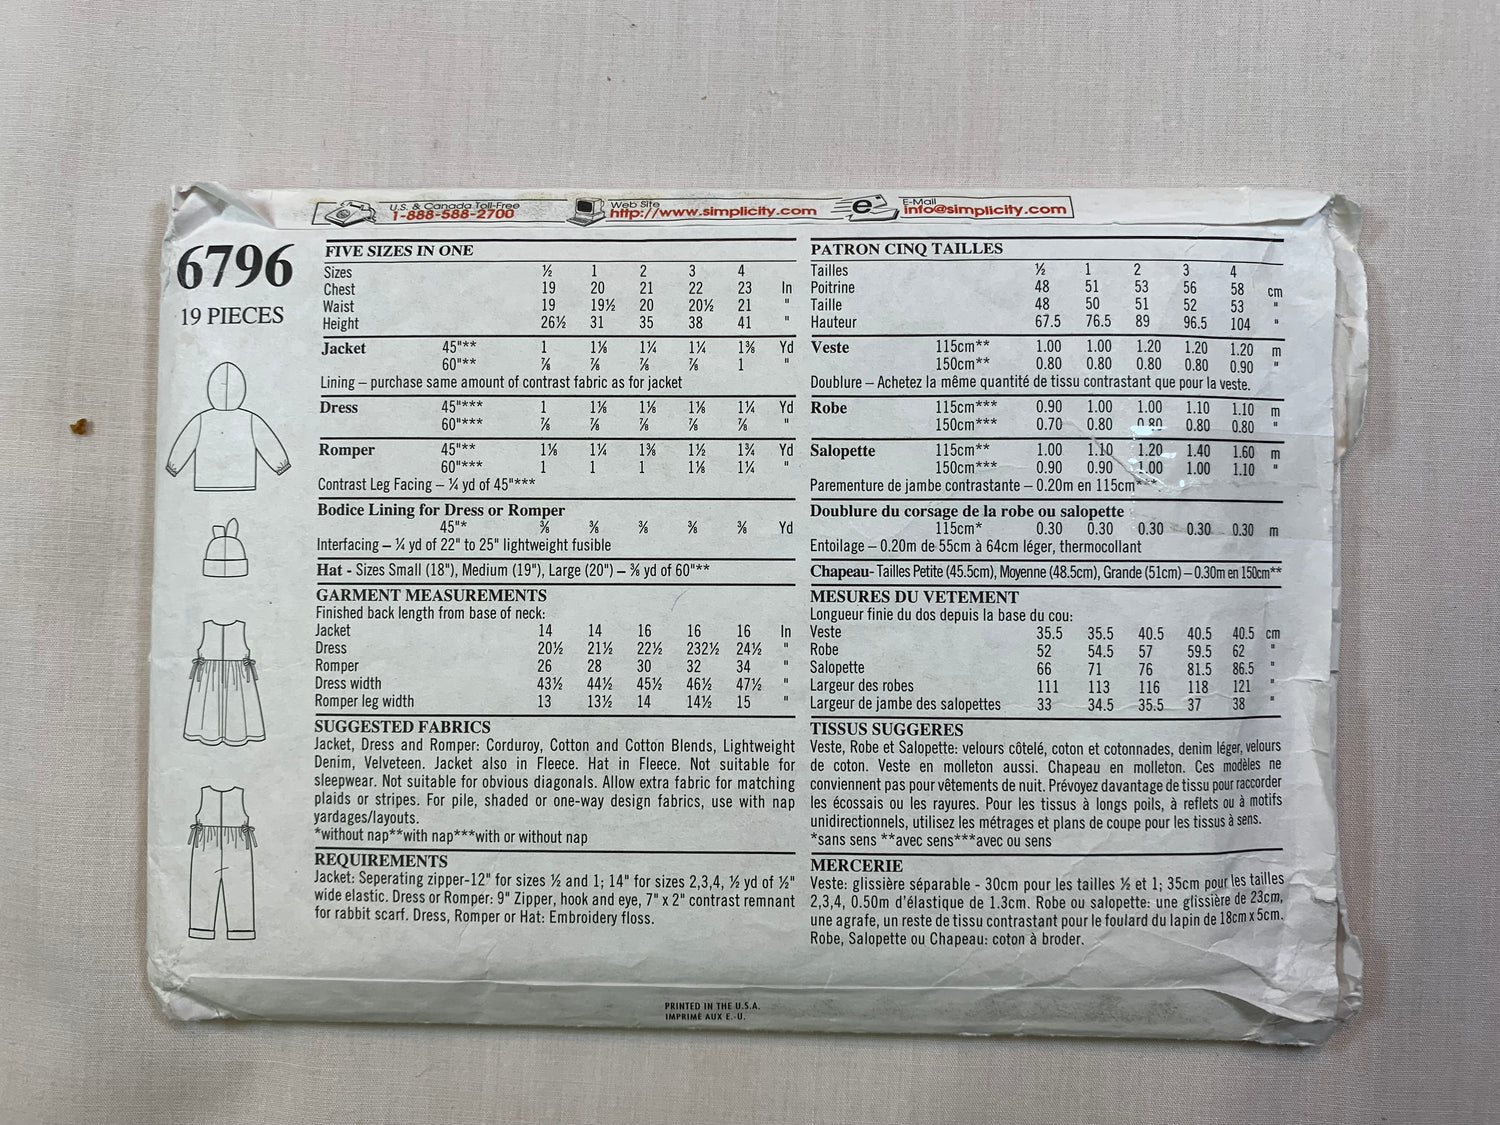 U.S. & Canada Toll-Free
1-888-588-2700
Web Site
http://www.simplicity.com
E-Mail
info@simplicity.com
6796
19 PIECES
FIVE SIZES IN ONE
Sizes ½ 1 2 3 4
Chest 19 20 21 22 23 In
Waist 19 19½ 20 20½ 21 "
Height 26½ 31 35 38 41 "
Jacket 45"** 1 1⅛ 1¼ 1¼ 1⅜ Yd
60"** ⅞ ⅞ ⅞ ⅞ 1 "
Lining – purchase same amount of contrast fabric as for jacket
Dress 45"*** 1 1⅛ 1⅛ 1⅛ 1¼ Yd
60"*** ⅞ ⅞ ⅞ ⅞ ⅞ "
Romper 45"** 1⅛ 1¼ 1⅜ 1½ 1¾ Yd
60"*** 1 1 1 1⅛ 1¼ "
Contrast Leg Facing – ¼ yd of 45"***
Bodice Lining for Dress or Romper
45"* ⅜ ⅜ ⅜ ⅜ ⅜ Yd
Interfacing – ¼ yd of 22" to 25" lightweight fusible
Hat - Sizes Small (18"), Medium (19"), Large (20") – ⅜ yd of 60"**
GARMENT MEASUREMENTS
Finished back length from base of neck:
Jacket 14 14 16 16 16 In
Dress 20½ 21½ 22½ 232½ 24½ "
Romper 26 28 30 32 34 "
Dress width 43½ 44½ 45½ 46½ 47½ "
Romper leg width 13 13½ 14 14½ 15 "
SUGGESTED FABRICS
Jacket, Dress and Romper: Corduroy, Cotton and Cotton Blends, Lightweight
Denim, Velveteen. Jacket also in Fleece. Hat in Fleece. Not suitable for
sleepwear. Not suitable for obvious diagonals. Allow extra fabric for matching
plaids or stripes. For pile, shaded or one-way design fabrics, use with nap
yardages/layouts.
*without nap**with nap***with or without nap
REQUIREMENTS
Jacket: Seperating zipper-12" for sizes ½ and 1; 14" for sizes 2,3,4, ½ yd of ½"
wide elastic. Dress or Romper: 9" Zipper, hook and eye, 7" x 2" contrast remnant
for rabbit scarf. Dress, Romper or Hat: Embroidery floss.
PATRON CINQ TAILLES
Tailles ½ 1 2 3 4
Poitrine 48 51 53 56 58 cm
Taille 48 50 51 52 53 "
Hauteur 67.5 76.5 89 96.5 104 "
Veste 115cm** 1.00 1.00 1.20 1.20 1.20 m
150cm** 0.80 0.80 0.80 0.80 0.90 "
Doublure – Achetez la même quantité de tissu contrastant que pour la veste.
Robe 115cm*** 0.90 1.00 1.00 1.10 1.10 m
150cm*** 0.70 0.80 0.80 0.80 0.80 "
Salopette 115cm** 1.00 1.10 1.20 1.40 1.60 m
150cm*** 0.90 0.90 1.00 1.00 1.10 "
Parementure de jambe contrastante – 0.20m en 115cm***
Doublure du corsage de la robe ou salopette
115cm* 0.30 0.30 0.30 0.30 0.30 m
Entoilage – 0.20m de 55cm à 64cm léger, thermocollant
Chapeau- Tailles Petite (45.5cm), Moyenne (48.5cm), Grande (51cm) – 0.30m en 150cm**
MESURES DU VETEMENT
Longueur finie du dos depuis la base du cou:
Veste 35.5 35.5 40.5 40.5 40.5 cm
Robe 52 54.5 57 59.5 62 "
Salopette 66 71 76 81.5 86.5 "
Largeur des robes 111 113 116 118 121 "
Largeur de jambe des salopettes 33 34.5 35.5 37 38 "
TISSUS SUGGERES
Veste, Robe et Salopette: velours côtelé, coton et cotonnades, denim léger, velours
de coton. Veste en molleton aussi. Chapeau en molleton. Ces modèles ne
conviennent pas pour vêtements de nuit. Prévoyez davantage de tissu pour raccorder
les écossais ou les rayures. Pour les tissus à longs poils, à reflets ou à motifs
unidirectionnels, utilisez les métrages et plans de coupe pour les tissus à sens.
*sans sens **avec sens***avec ou sens
MERCERIE
Veste: glissière séparable - 30cm pour les tailles ½ et 1; 35cm pour les tailles
2,3,4, 0.50m d'élastique de 1.3cm. Robe ou salopette: une glissière de 23cm,
une agrafe, un reste de tissu contrastant pour le foulard du lapin de 18cm x 5cm.
Robe, Salopette ou Chapeau: coton à broder.
PRINTED IN THE U.S.A.
IMPRIMÉ AUX E.-U.